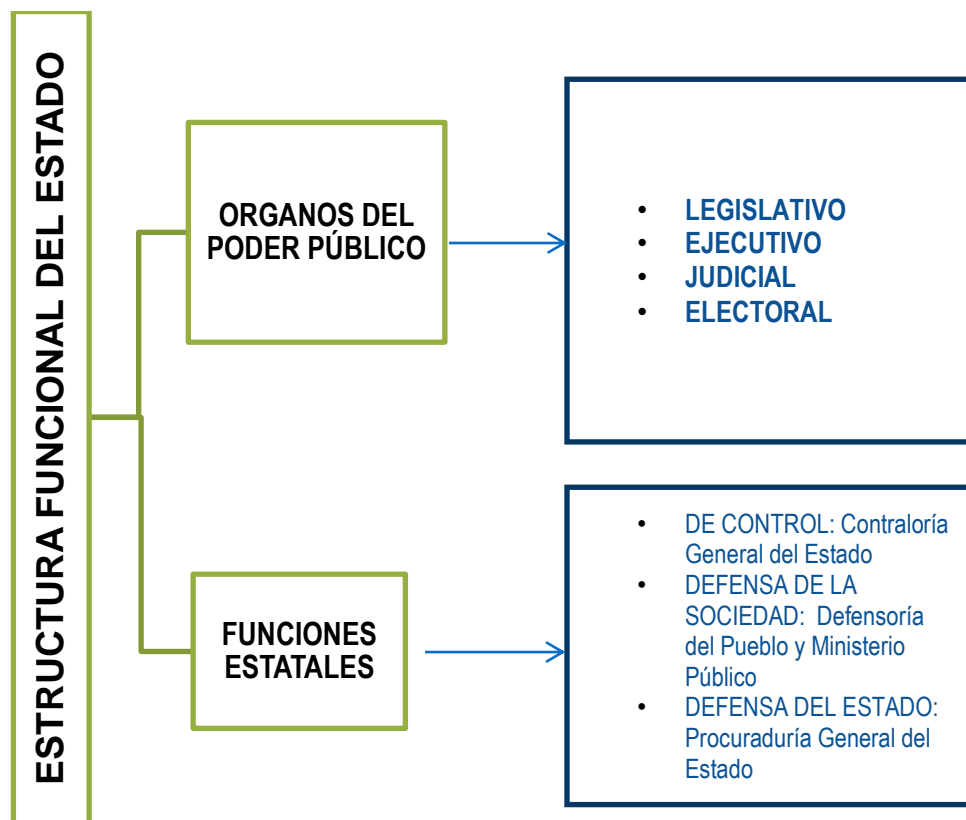 ESTRUCTURA FUNCIONAL DEL ESTADO
ORGANOS DEL
PODER PÚBLICO
• LEGISLATIVO
• EJECUTIVO
• JUDICIAL
• ELECTORAL
FUNCIONES
ESTATALES
• DE CONTROL: Contraloría
General del Estado
• DEFENSA DE LA
SOCIEDAD: Defensoría
del Pueblo y Ministerio
Público
• DEFENSA DEL ESTADO:
Procuraduría General del
Estado